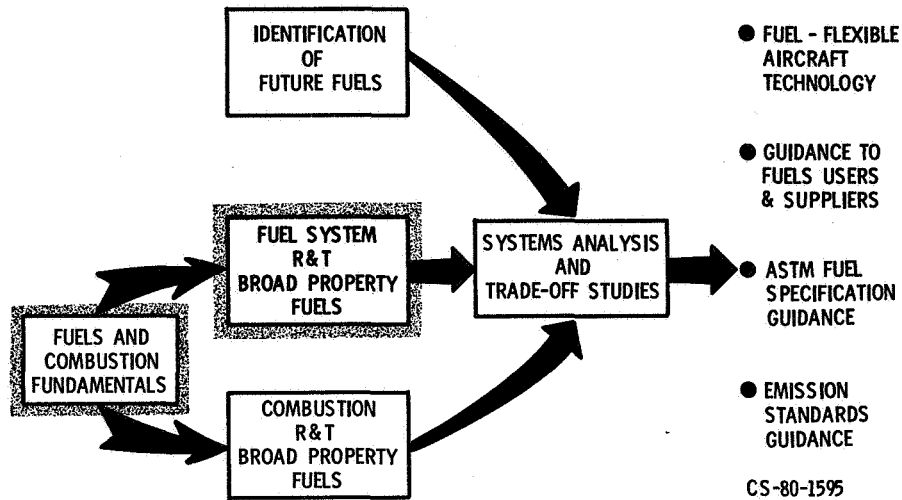 IDENTIFICATION
OF
FUTURE FUELS
FUEL SYSTEM
R&T
BROAD PROPERTY
FUELS
FUELS AND
COMBUSTION
FUNDAMENTALS
COMBUSTION
R&T
BROAD PROPERTY
FUELS
SYSTEMS ANALYSIS
AND
TRADE-OFF STUDIES
● FUEL - FLEXIBLE
AIRCRAFT
TECHNOLOGY
● GUIDANCE TO
FUELS USERS
& SUPPLIERS
● ASTM FUEL
SPECIFICATION
GUIDANCE
● EMISSION
STANDARDS
GUIDANCE
CS-80-1595